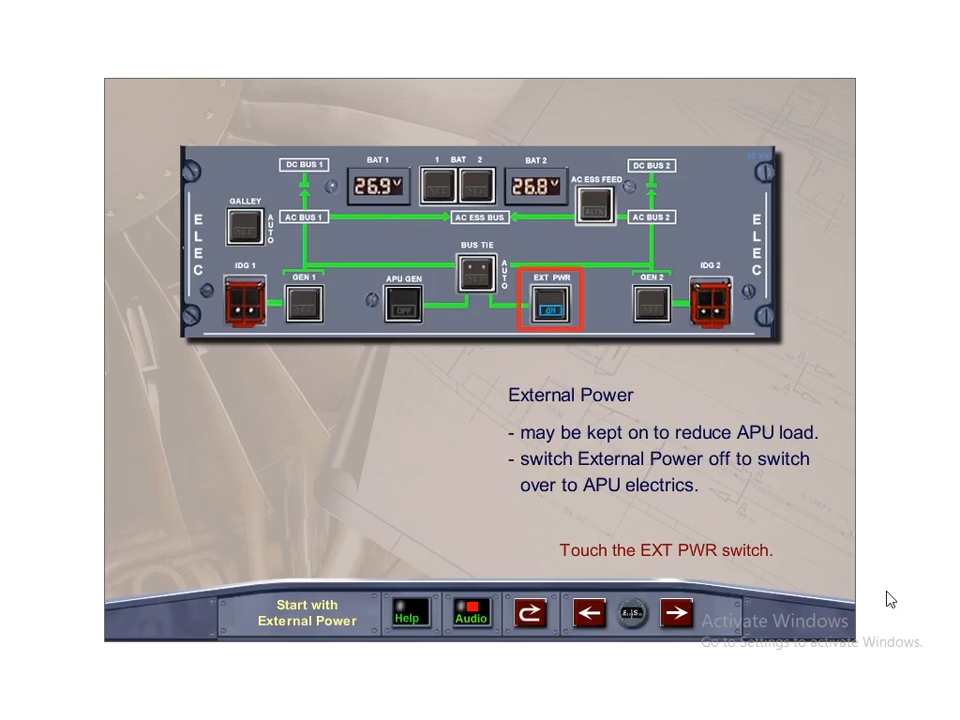 DC BUS 1
BAT 1
1 BAT 2
BAT 2
DC BUS 2
26.9 V
26.8 V
AC ESS FEED
GALLEY
AUTO
AC BUS 1
AC ESS BUS
AC BUS 2
ELEC
ELEC
BUS TIE
AUTO
IDG 1
GEN 1
APU GEN
EXT PWR
GEN 2
IDG 2
OFF
ON
External Power
- may be kept on to reduce APU load.
- switch External Power off to switch
over to APU electrics.
Touch the EXT PWR switch.
Start with
External Power
Help
Audio
Activate Windows
Go to Settings to activate Windows.